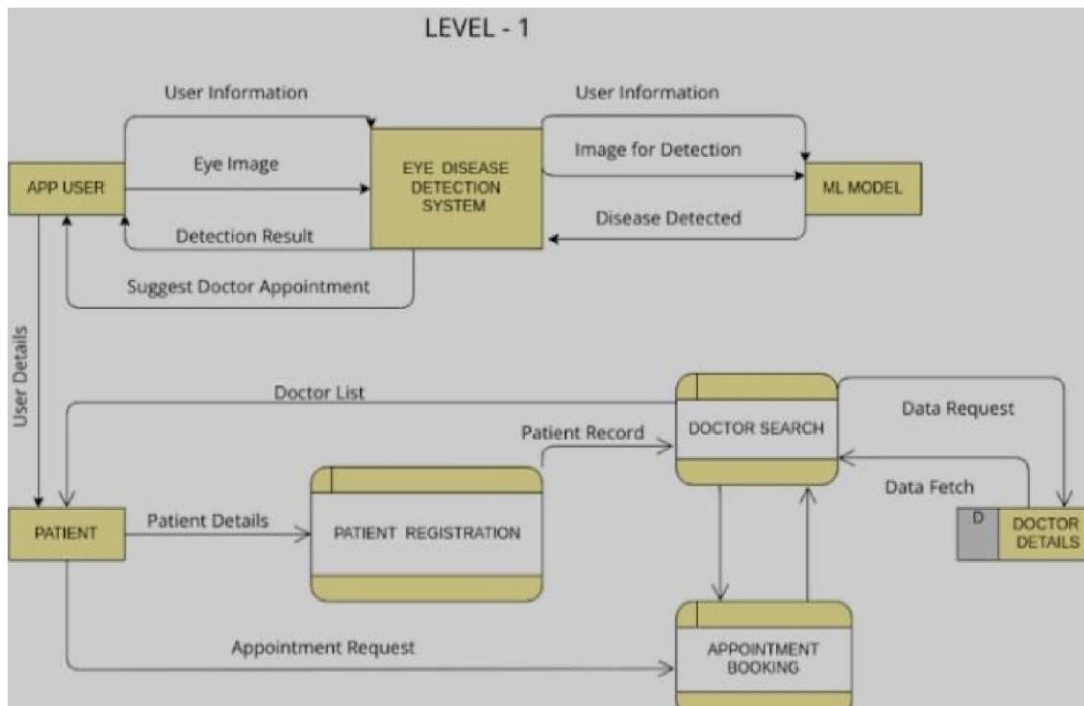 LEVEL - 1
User Information
User Information
Eye Image
Image for Detection
APP USER
EYE DISEASE
DETECTION
SYSTEM
ML MODEL
Detection Result
Disease Detected
Suggest Doctor Appointment
User Details
Doctor List
Patient Record
DOCTOR SEARCH
Data Request
Data Fetch
PATIENT
Patient Details
PATIENT REGISTRATION
D
DOCTOR
DETAILS
Appointment Request
APPOINTMENT
BOOKING